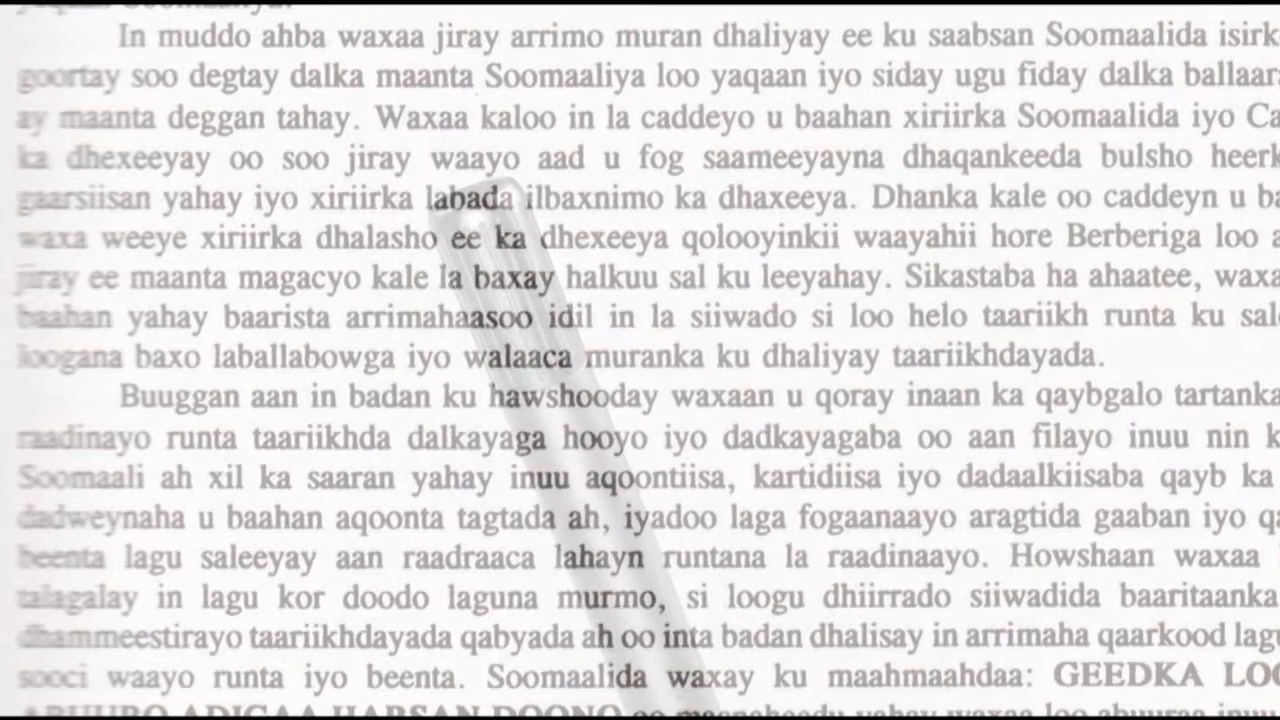 In muddo ahba waxaa jiray arrimo muran dhaliyay ee ku saabsan Soomaalida
goortay soo degtay dalka maanta Soomaaliya loo yaqaan iyo siday ugu fiday dalka
ay maanta deggan tahay. Waxaa kaloo in la caddeyo u baahan xiriirka Soomaalida iyo
ka dhexeeyay oo soo jiray waayo aad u fog saameeyayna dhaqankeeda bulsho
gaarsiisan yahay iyo xiriirka labada ilbaxnimo ka dhaxeeya. Dhanka kale oo caddeyn u
waxa weeye xiriirka dhalasho ee ka dhexeeya qolooyinkii waayahii hore Berberiga loo
jiray ee maanta magacyo kale la baxay halkuu sal ku leeyahay. Sikastaba ha ahaatee,
baahan yahay baarista arrimahaasoo idil in la siiwado si loo helo taariikh runta ku
loogana baxo laballabowga iyo walaaca muranka ku dhaliyay taariikhdayada.
Buuggan aan in badan ku hawshooday waxaan u qoray inaan ka qaybgalo tartanka
raadinayo runta taariikhda dalkayaga hooyo iyo dadkayagaba oo aan filayo inuu nin
Soomaali ah xil ka saaran yahay inuu aqoontiisa, kartidiisa iyo dadaalkiisaba qayb ka
dadweynaha u baahan aqoonta tagtada ah, iyadoo laga fogaanaayo aragtida gaaban iyo
beenta lagu saleeyay aan raadraaca lahayn runtana la raadinaayo. Howshaan waxaa
talagalay in lagu kor doodo laguna murmo, si loogu dhiirrado siiwadida baaritaanka
dhammeestirayo taariikhdayada qabyada ah oo inta badan dhalisay in arrimaha qaarkood
sooci waayo runta iyo beenta. Soomaalida waxay ku maahmaahdaa: GEEDKA